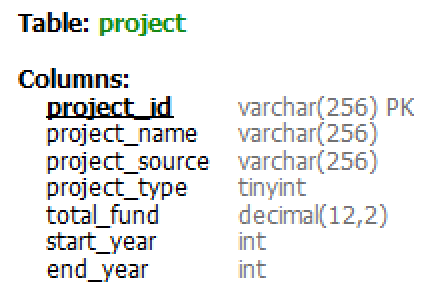 Table: project
Columns:
project_id varchar(256) PK
project_name varchar(256)
project_source varchar(256)
project_type tinyint
total_fund decimal(12,2)
start_year int
end_year int